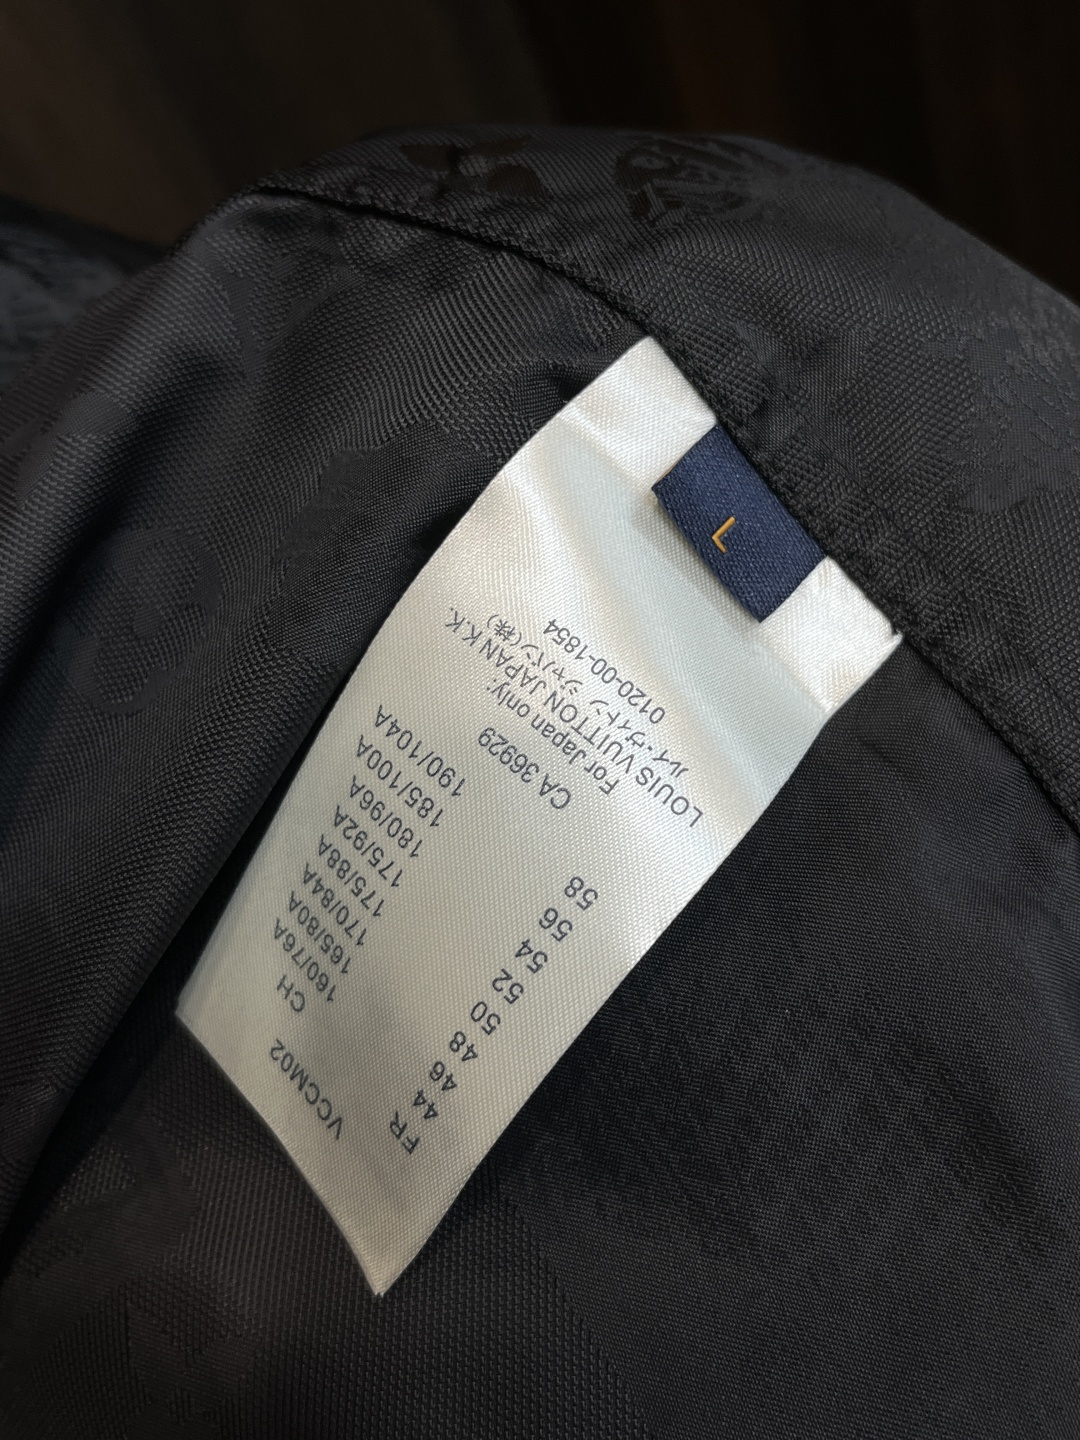 L
VCCM02
FR CH
44 160/76A
46 165/80A
48 170/84A
50 175/88A
52 175/92A
54 180/96A
56 185/100A
58 190/104A
CA 36929
For Japan only:
LOUIS VUITTON JAPAN K.K.
ルイ・ヴィトン ジャパン(株)
0120-00-1854